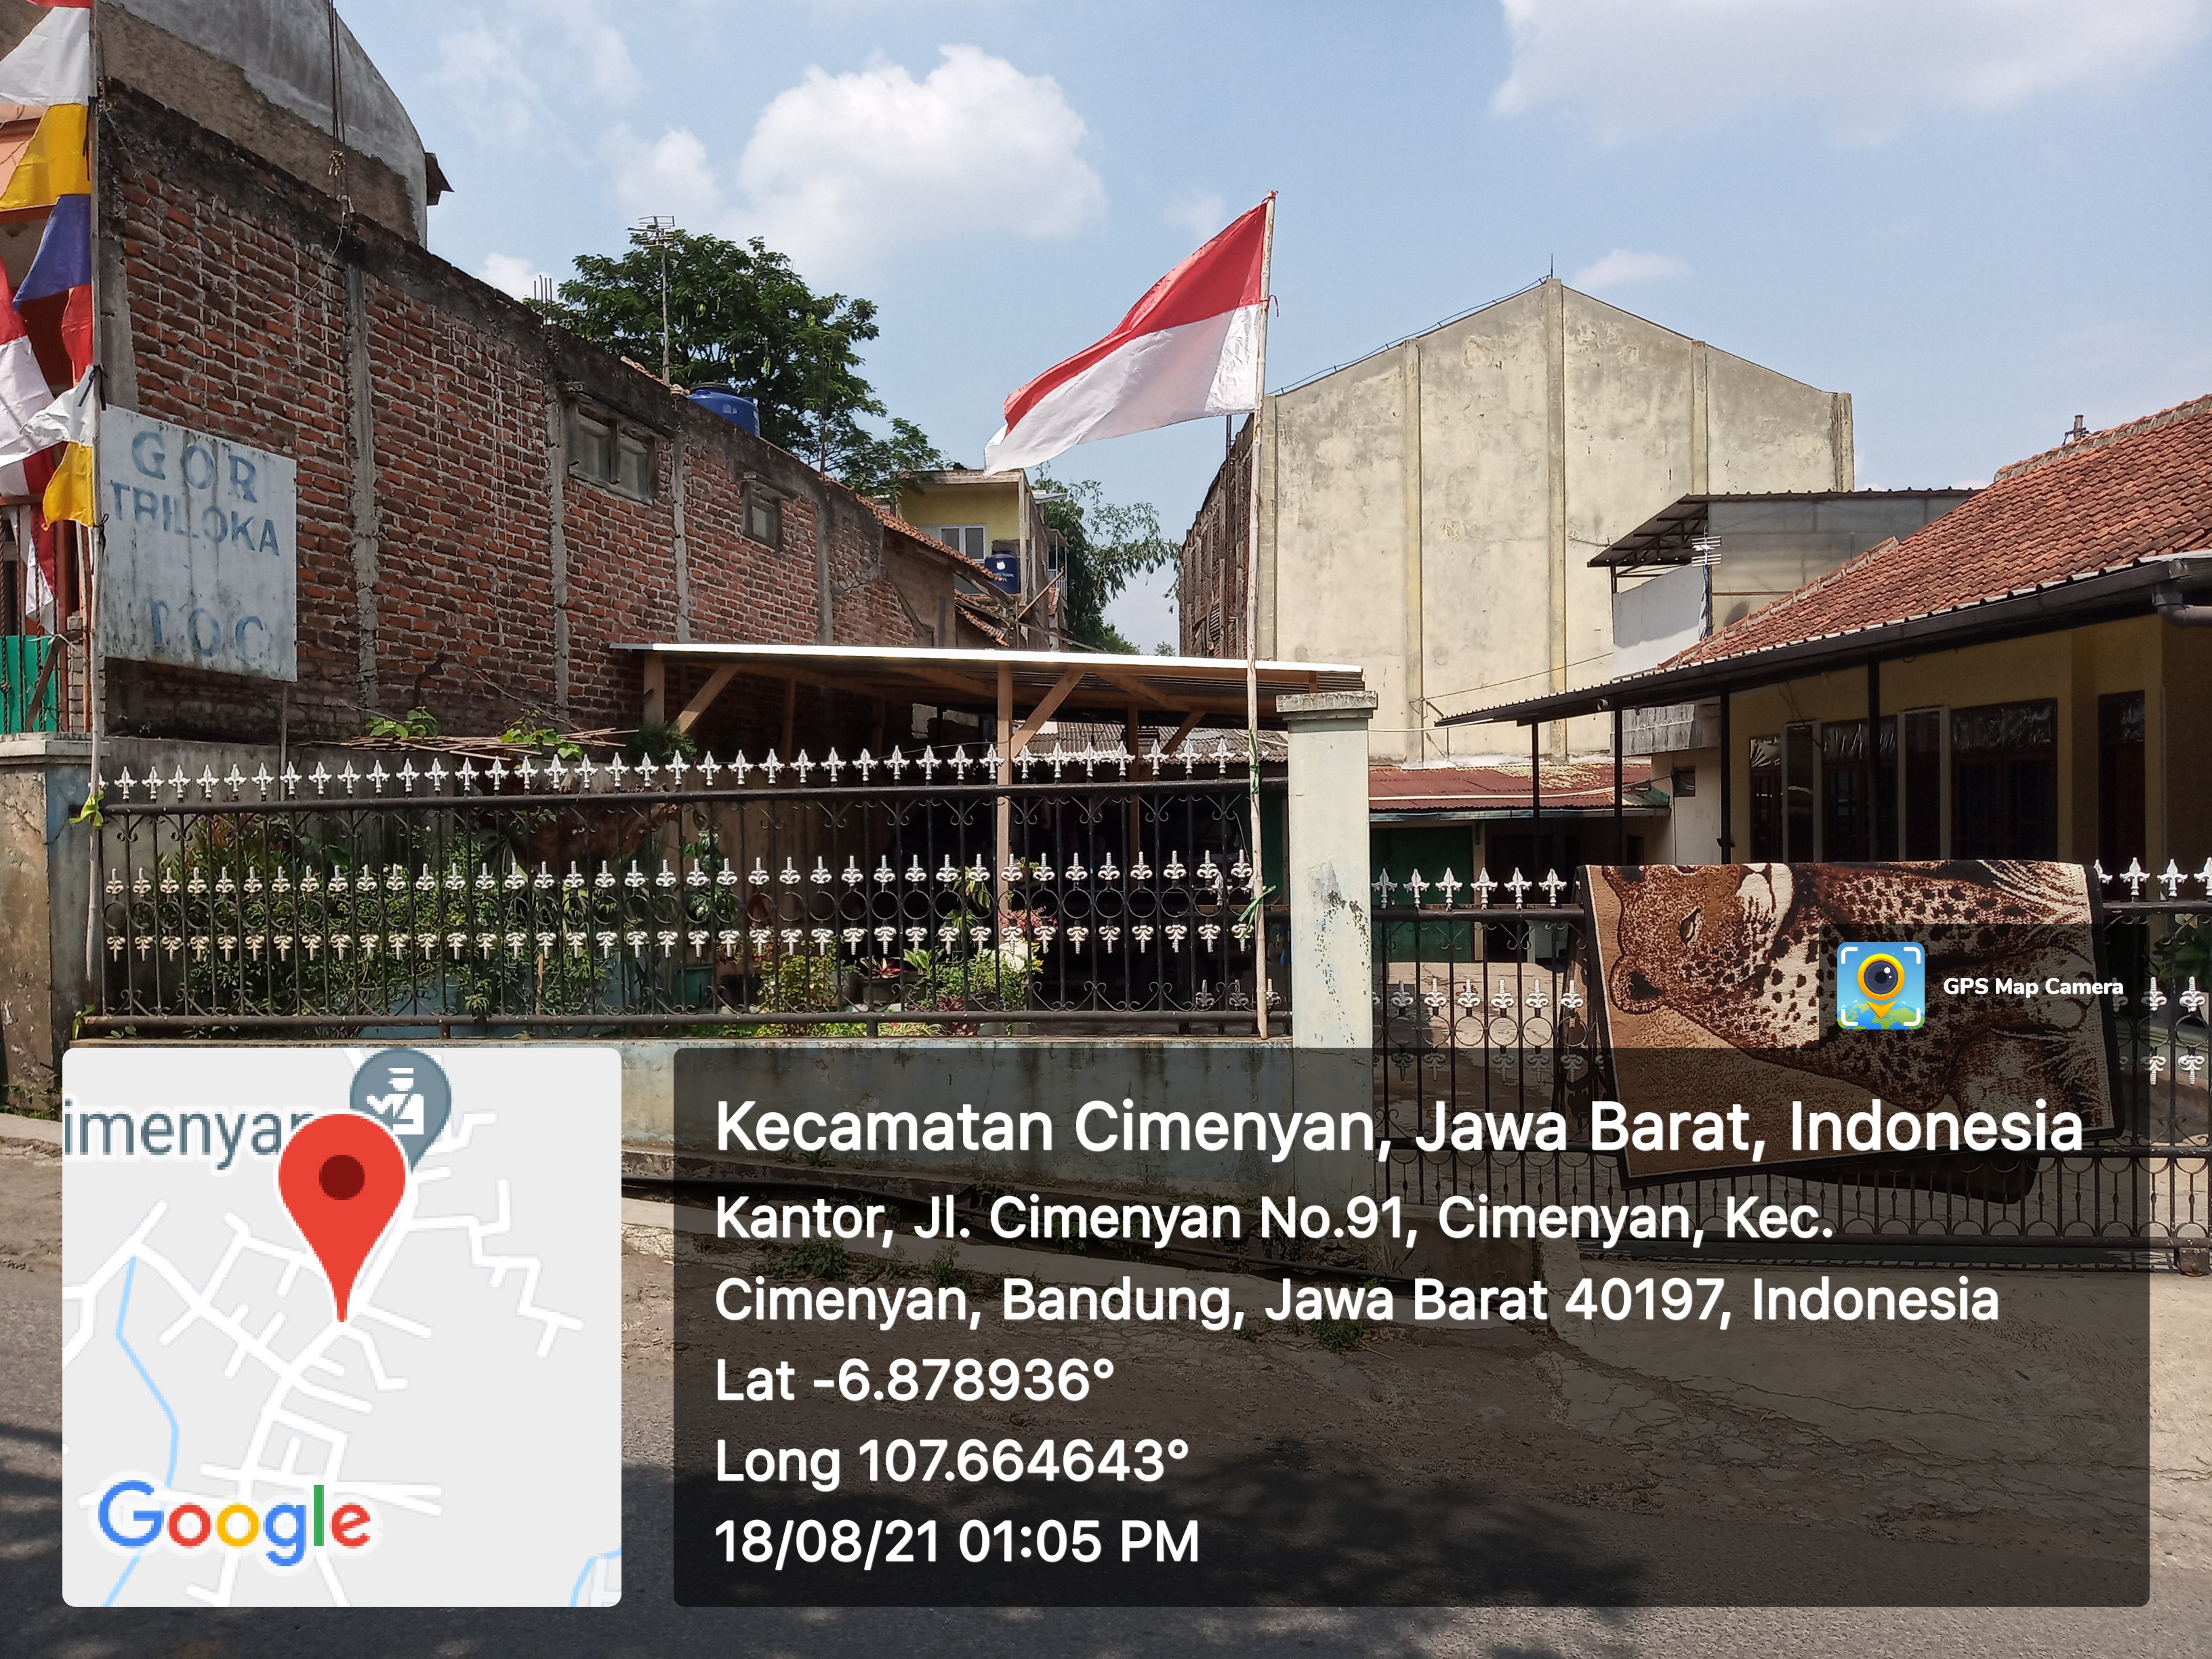 GOR
TRILOKA
TOC
GPS Map Camera
imenyan
Google
Kecamatan Cimenyan, Jawa Barat, Indonesia
Kantor, Jl. Cimenyan No.91, Cimenyan, Kec.
Cimenyan, Bandung, Jawa Barat 40197, Indonesia
Lat -6.878936°
Long 107.664643°
18/08/21 01:05 PM